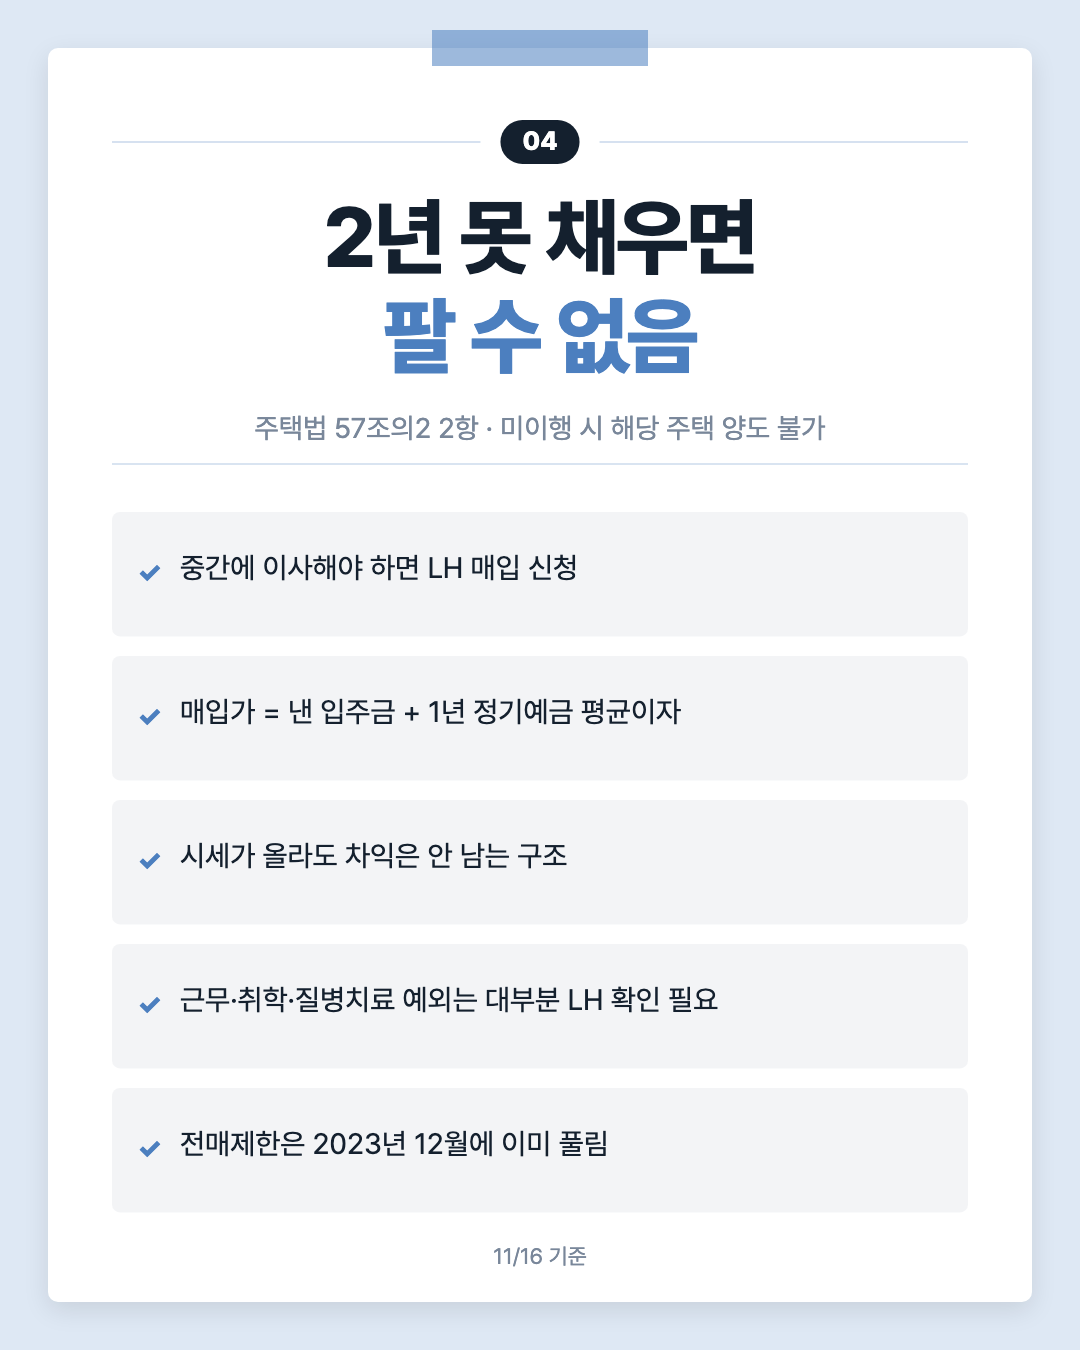 04
2년 못 채우면
팔 수 없음
주택법 57조의2 2항 · 미이행 시 해당 주택 양도 불가
중간에 이사해야 하면 LH 매입 신청
매입가 = 낸 입주금 + 1년 정기예금 평균이자
시세가 올라도 차익은 안 남는 구조
근무·취학·질병치료 예외는 대부분 LH 확인 필요
전매제한은 2023년 12월에 이미 풀림
11/16 기준